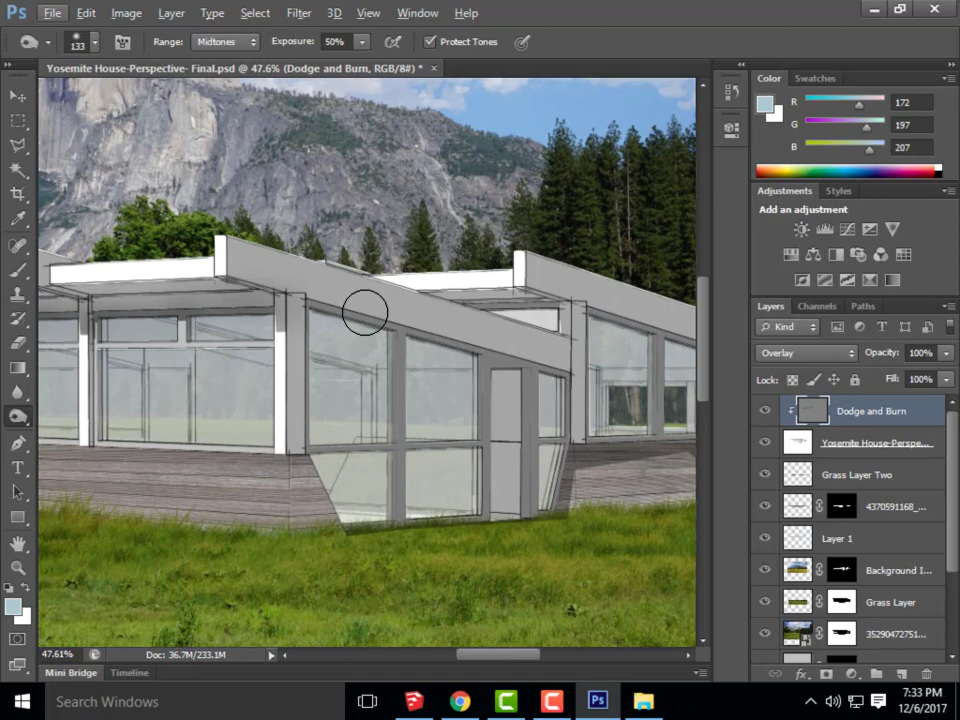 Ps File Edit Image Layer Type Select Filter 3D View Window Help
133 Range: Midtones Exposure: 50% Protect Tones
Yosemite House-Perspective- Final.psd @ 47.6% (Dodge and Burn, RGB/8#) * ×
Color Swatches
R 172
G 197
B 207
Adjustments Styles
Add an adjustment
Layers Channels Paths
Kind
Overlay Opacity: 100%
Lock: Fill: 100%
Dodge and Burn
Yosemite House-Perspe...
Grass Layer Two
4370591168_...
Layer 1
Background I...
Grass Layer
35290472751...
47.61% Doc: 36.7M/233.1M
Mini Bridge Timeline
Search Windows
7:33 PM
12/6/2017